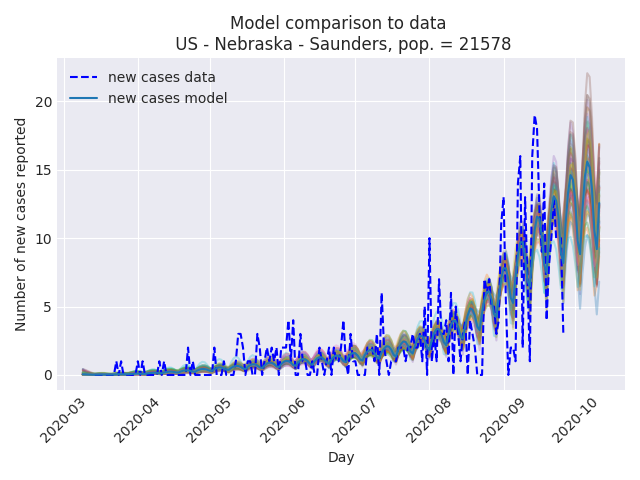 Model comparison to data
US - Nebraska - Saunders, pop. = 21578
new cases data
new cases model
Number of new cases reported
20
15
10
5
0
2020-03
2020-04
2020-05
2020-06
2020-07
2020-08
2020-09
2020-10
Day